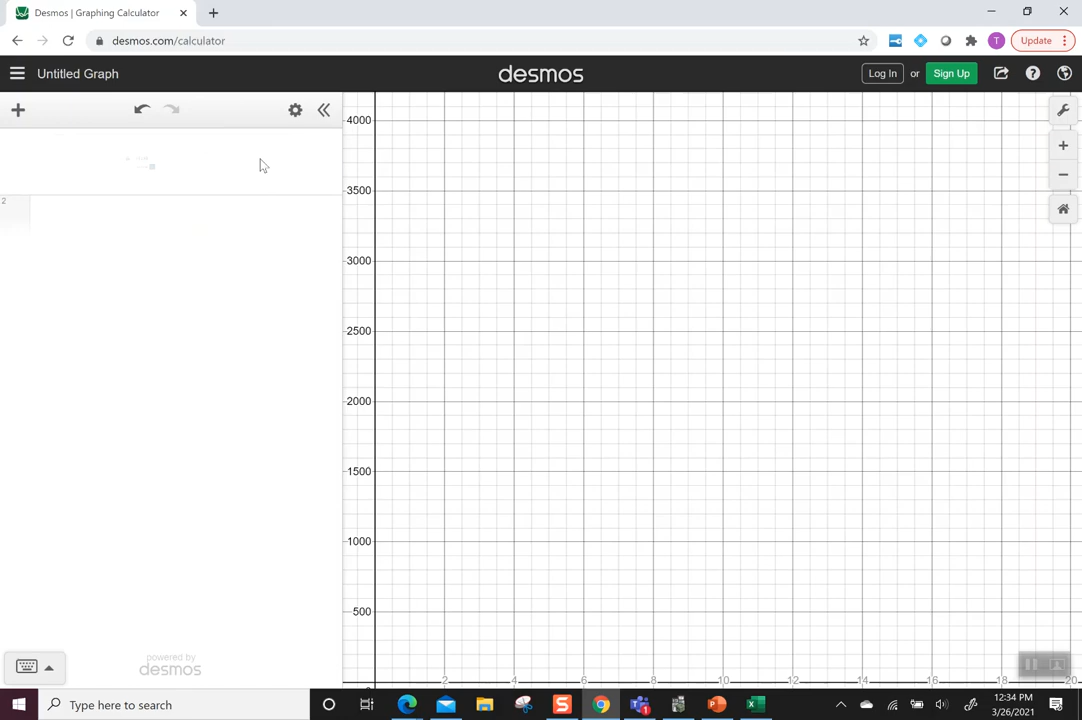 Desmos | Graphing Calculator
desmos.com/calculator
T
Update
Untitled Graph
desmos
Log In or Sign Up
4000
3500
3000
2500
2000
1500
1000
500
2
2 4 6 8 10 12 14 16 18 20
powered by
desmos
Type here to search
12:34 PM
3/26/2021